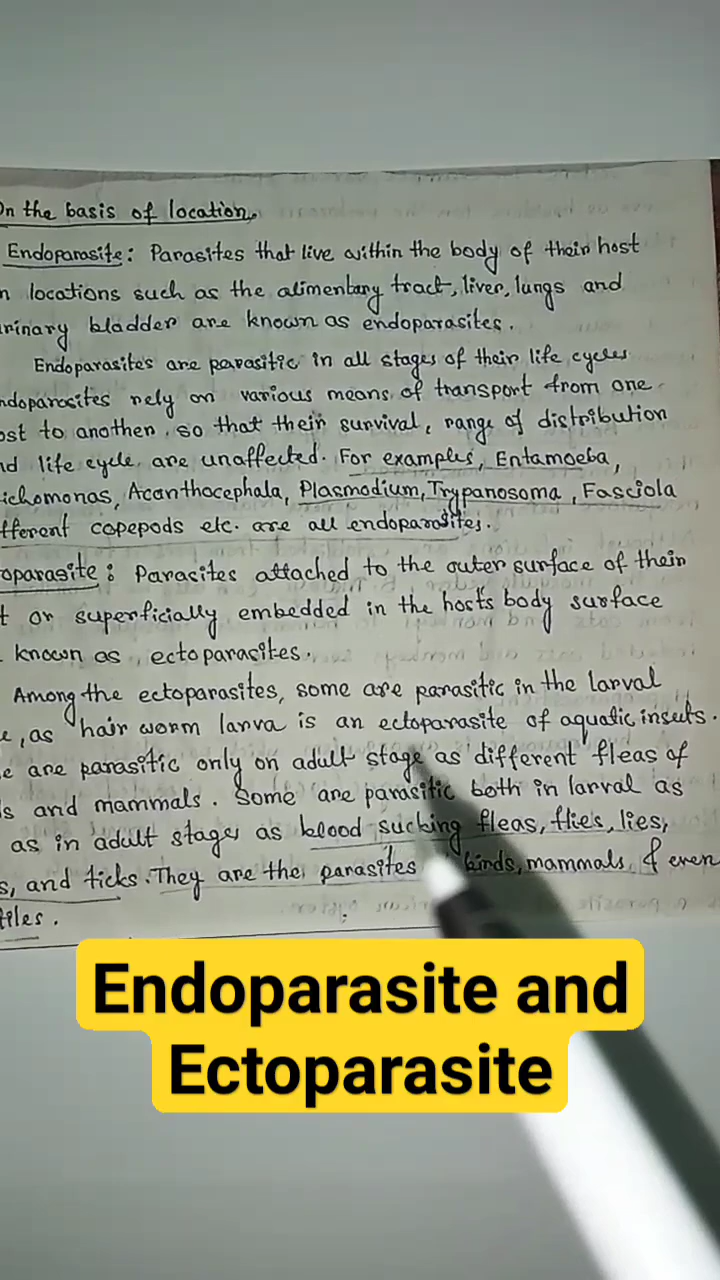 On the basis of location.
Endoparasite: Parasites that live within the body of their host
n locations such as the alimentary tract, liver, lungs and
rinary bladder are known as endoparasites.
Endoparasites are parasitic in all stages of their life cycles
ndoparasites rely on various means of transport from one
ost to another so that their survival, range of distribution
nd life cycle are unaffected. For examples, Entamoeba,
ichomonas, Acanthocephala, Plasmodium, Trypanosoma, Fasciola
fferent copepods etc. are all endoparasites.
oparasite: Parasites attached to the outer surface of their
t or superficially embedded in the host's body surface
known as ectoparasites.
Among the ectoparasites, some are parasitic in the larval
e, as hair worm larva is an ectoparasite of aquatic insects.
e are parasitic only on adult stage as different fleas of
s and mammals. Some are parasitic both in larval as
as in adult stages as blood sucking fleas, flies, lies,
s, and ticks. They are the parasites birds, mammals, & even
tiles.
Endoparasite and
Ectoparasite